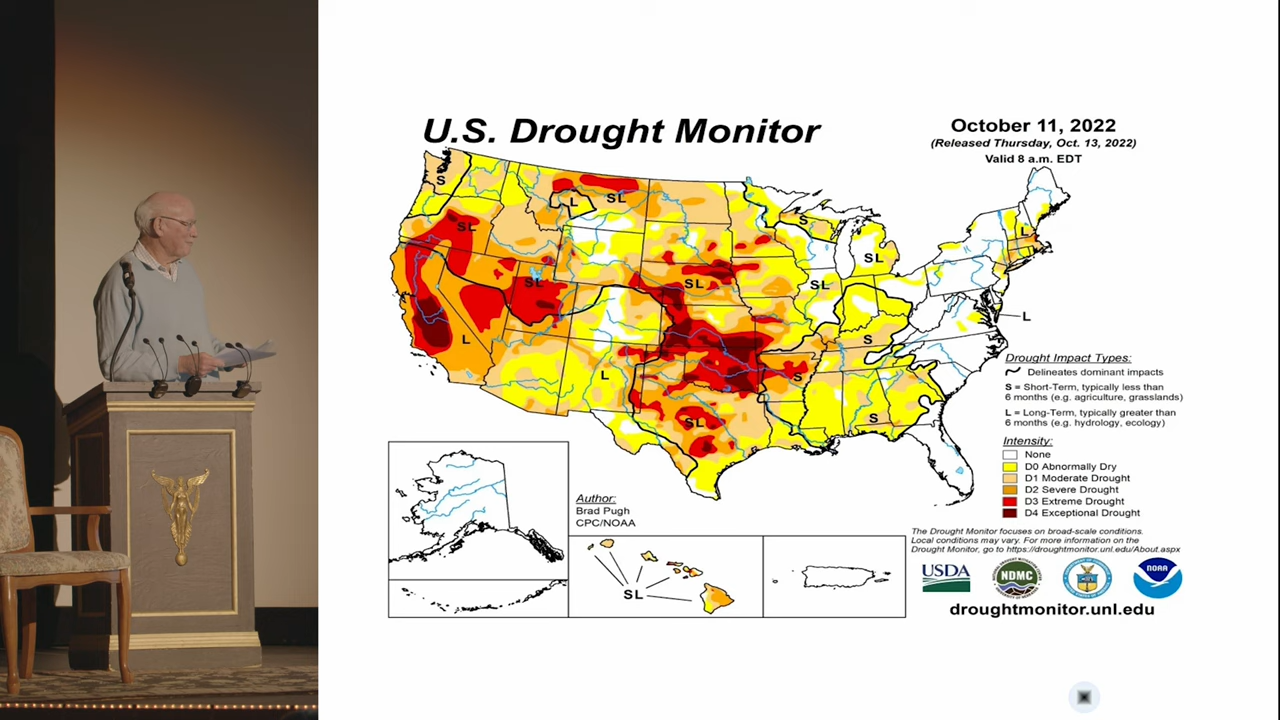 U.S. Drought Monitor
October 11, 2022
(Released Thursday, Oct. 13, 2022)
Valid 8 a.m. EDT
S
L
SL
S
SL
L
SL
SL
SL
SL
L
L
S
L
S
SL
S
Drought Impact Types:
Delineates dominant impacts
S = Short-Term, typically less than
6 months (e.g. agriculture, grasslands)
L = Long-Term, typically greater than
6 months (e.g. hydrology, ecology)
Intensity:
None
D0 Abnormally Dry
D1 Moderate Drought
D2 Severe Drought
D3 Extreme Drought
D4 Exceptional Drought
Author:
Brad Pugh
CPC/NOAA
SL
The Drought Monitor focuses on broad-scale conditions.
Local conditions may vary. For more information on the
Drought Monitor, go to https://droughtmonitor.unl.edu/About.aspx
USDA
NDMC
NOAA
droughtmonitor.unl.edu